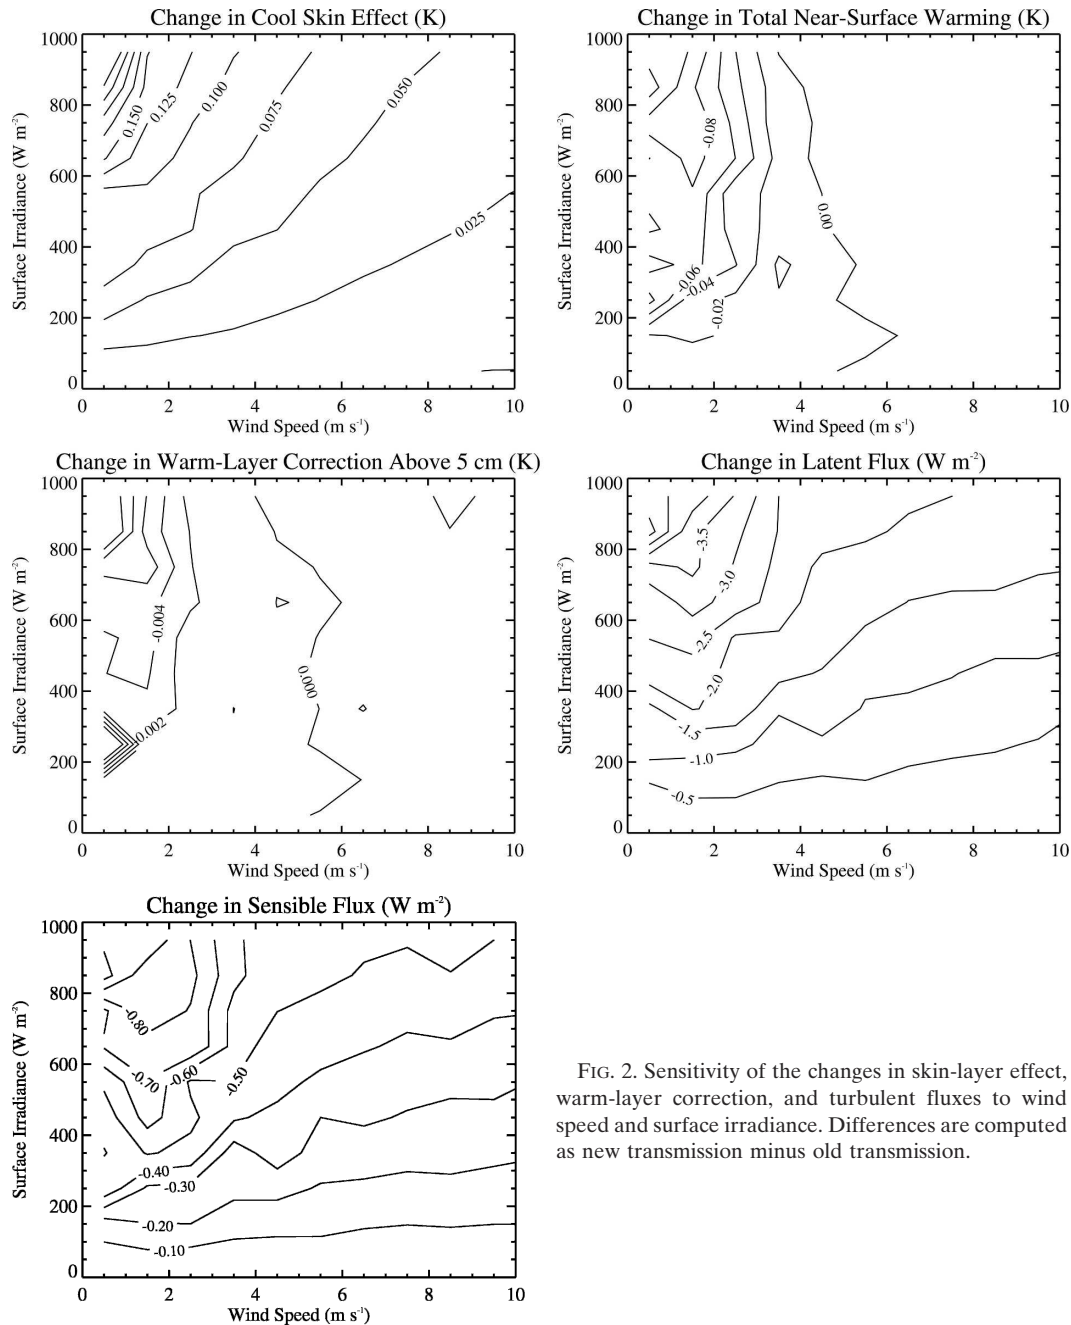 Change in Cool Skin Effect (K)
Surface Irradiance (W m-2)
1000
800
600
400
200
0
0.150
0.125
0.100
0.075
0.050
0.025
0 2 4 6 8 10
Wind Speed (m s-1)
Change in Total Near-Surface Warming (K)
Surface Irradiance (W m-2)
1000
800
600
400
200
0
-0.08
0.00
-0.06
-0.04
-0.02
0 2 4 6 8 10
Wind Speed (m s-1)
Change in Warm-Layer Correction Above 5 cm (K)
Surface Irradiance (W m-2)
1000
800
600
400
200
0
-0.004
0.000
-0.002
0 2 4 6 8 10
Wind Speed (m s-1)
Change in Latent Flux (W m-2)
Surface Irradiance (W m-2)
1000
800
600
400
200
0
-3.5
-3.0
-2.5
-2.0
-1.5
-1.0
-0.5
0 2 4 6 8 10
Wind Speed (m s-1)
Change in Sensible Flux (W m-2)
Surface Irradiance (W m-2)
1000
800
600
400
200
0
-0.80
-0.70
-0.60
-0.50
-0.40
-0.30
-0.20
-0.10
0 2 4 6 8 10
Wind Speed (m s-1)
FIG. 2. Sensitivity of the changes in skin-layer effect,
warm-layer correction, and turbulent fluxes to wind
speed and surface irradiance. Differences are computed
as new transmission minus old transmission.